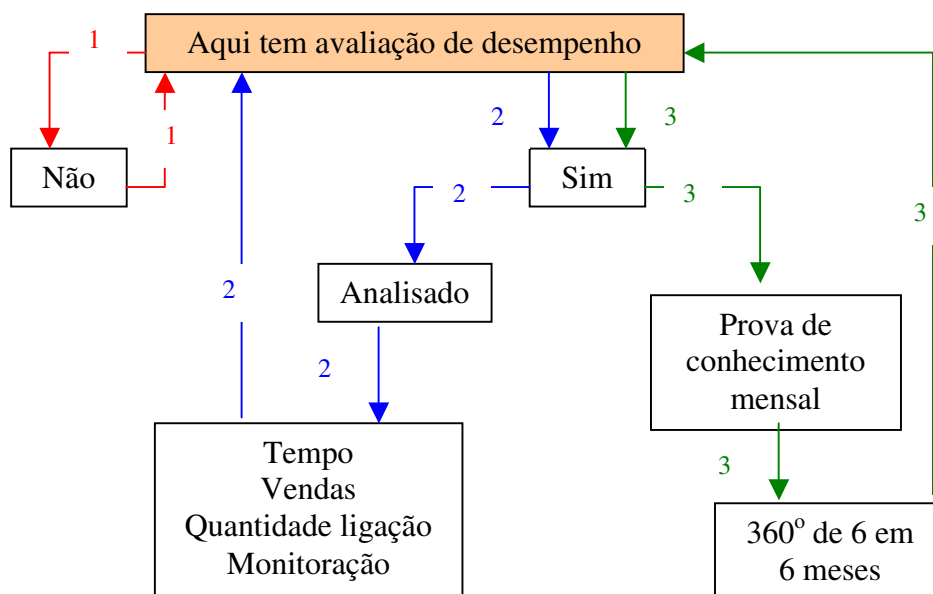 Aqui tem avaliação de desempenho
1
1
2
3
Não
Sim
2
3
3
2
Analisado
2
Prova de
conhecimento
mensal
3
Tempo
Vendas
Quantidade ligação
Monitoração
360º de 6 em
6 meses